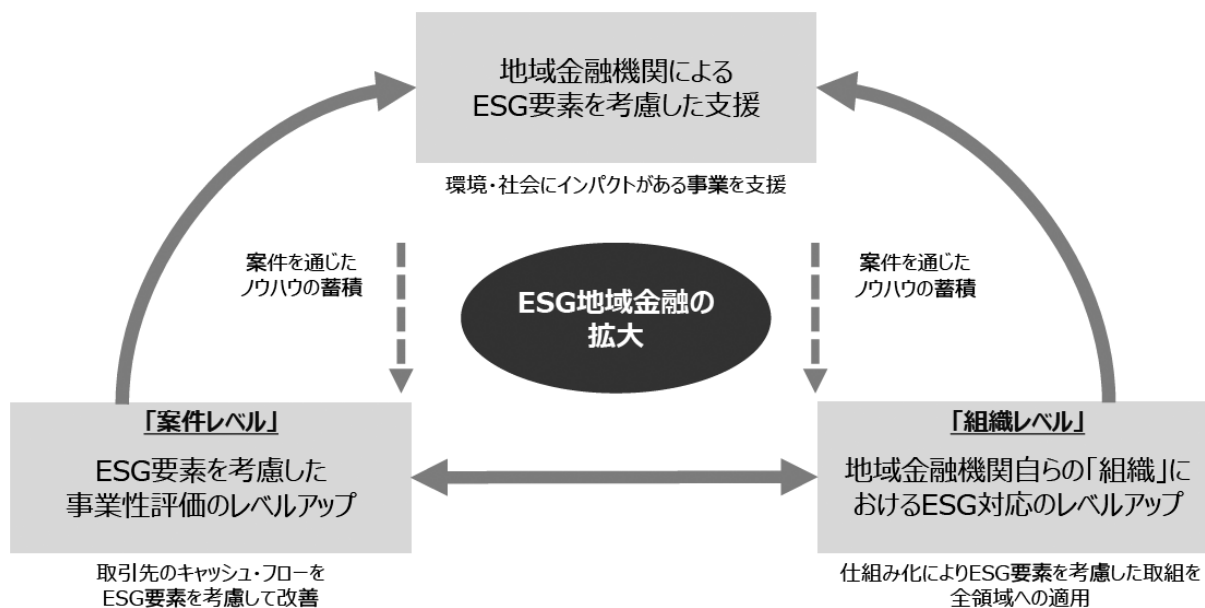 地域金融機関による
ESG要素を考慮した支援
環境・社会にインパクトがある事業を支援
案件を通じた
ノウハウの蓄積
ESG地域金融の
拡大
案件を通じた
ノウハウの蓄積
「案件レベル」
ESG要素を考慮した
事業性評価のレベルアップ
取引先のキャッシュ・フローを
ESG要素を考慮して改善
「組織レベル」
地域金融機関自らの「組織」に
おけるESG対応のレベルアップ
仕組み化によりESG要素を考慮した取組を
全領域への適用